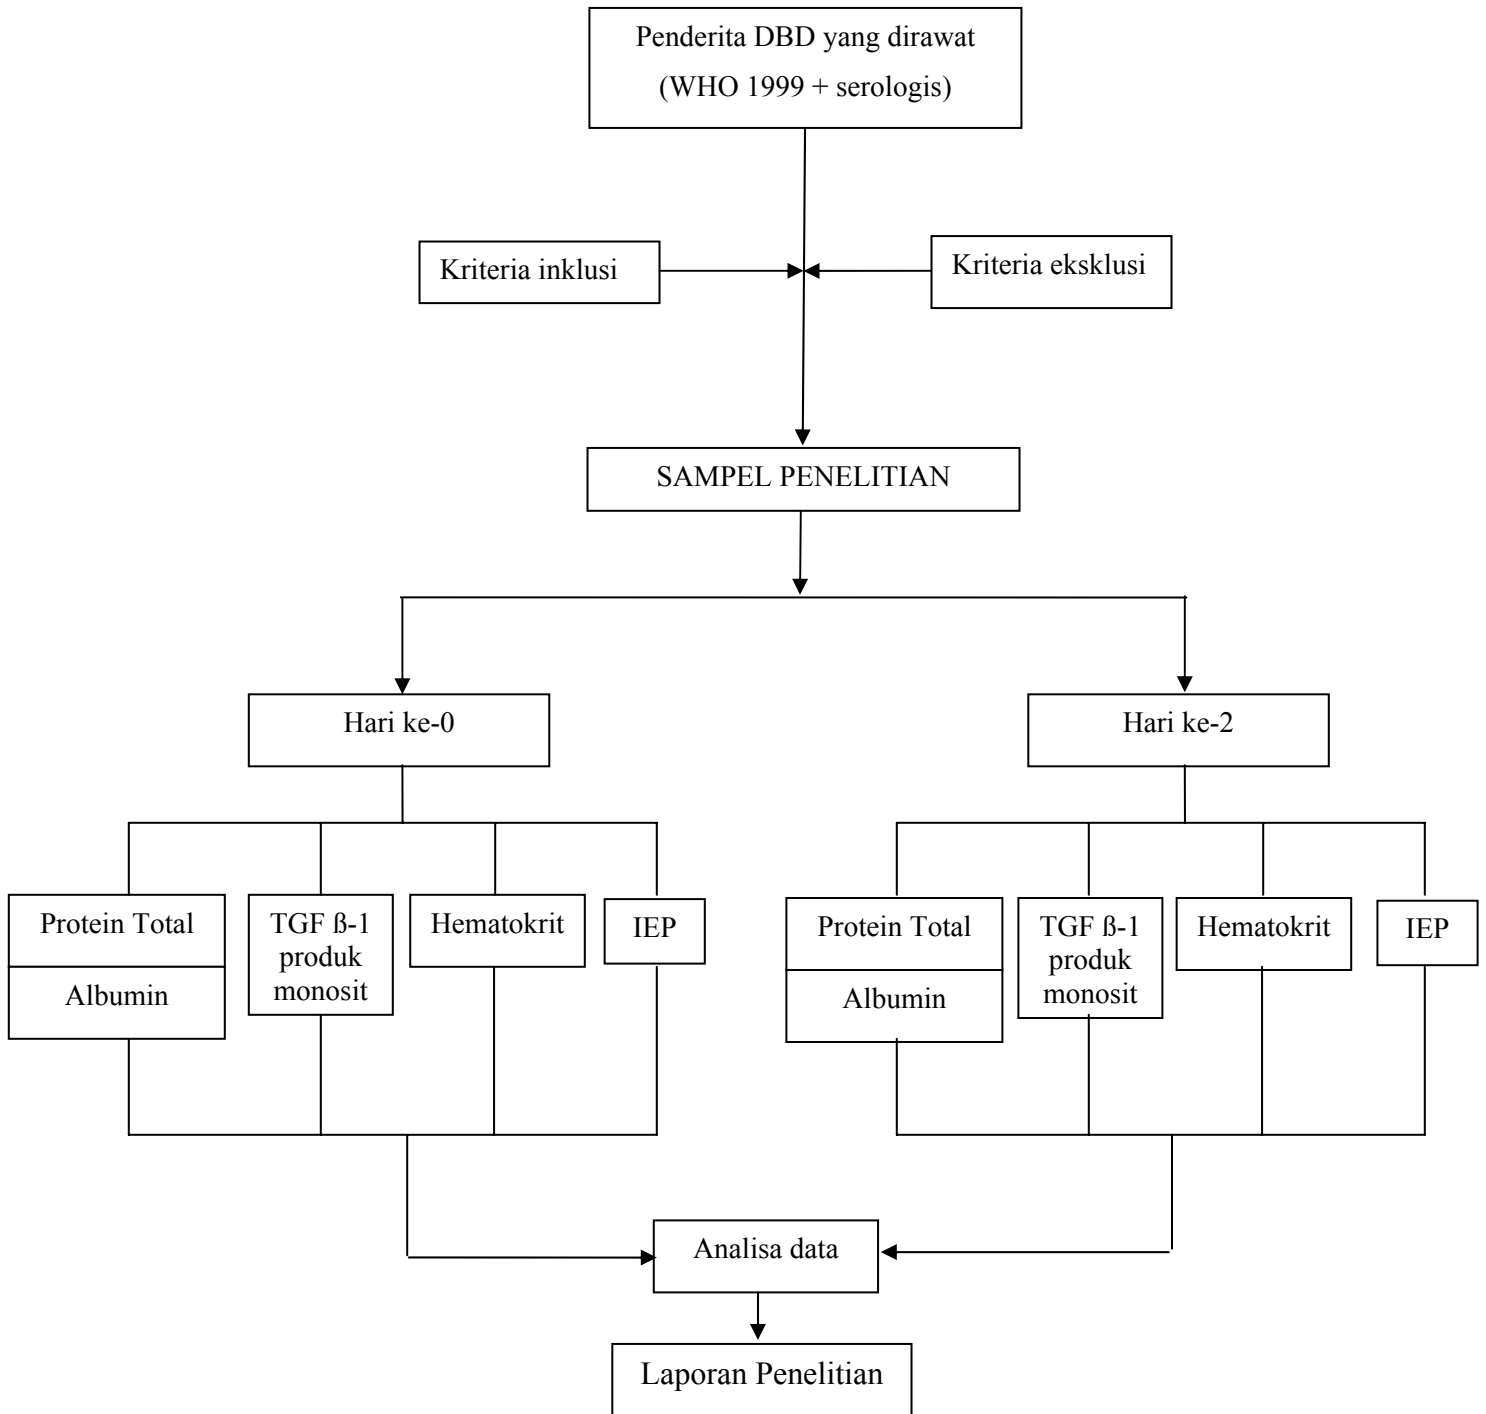 Penderita DBD yang dirawat
(WHO 1999 + serologis)
Kriteria inklusi
Kriteria eksklusi
SAMPEL PENELITIAN
Hari ke-0
Hari ke-2
Protein Total
Albumin
TGF ß-1
produk
monosit
Hematokrit
IEP
Protein Total
Albumin
TGF ß-1
produk
monosit
Hematokrit
IEP
Analisa data
Laporan Penelitian